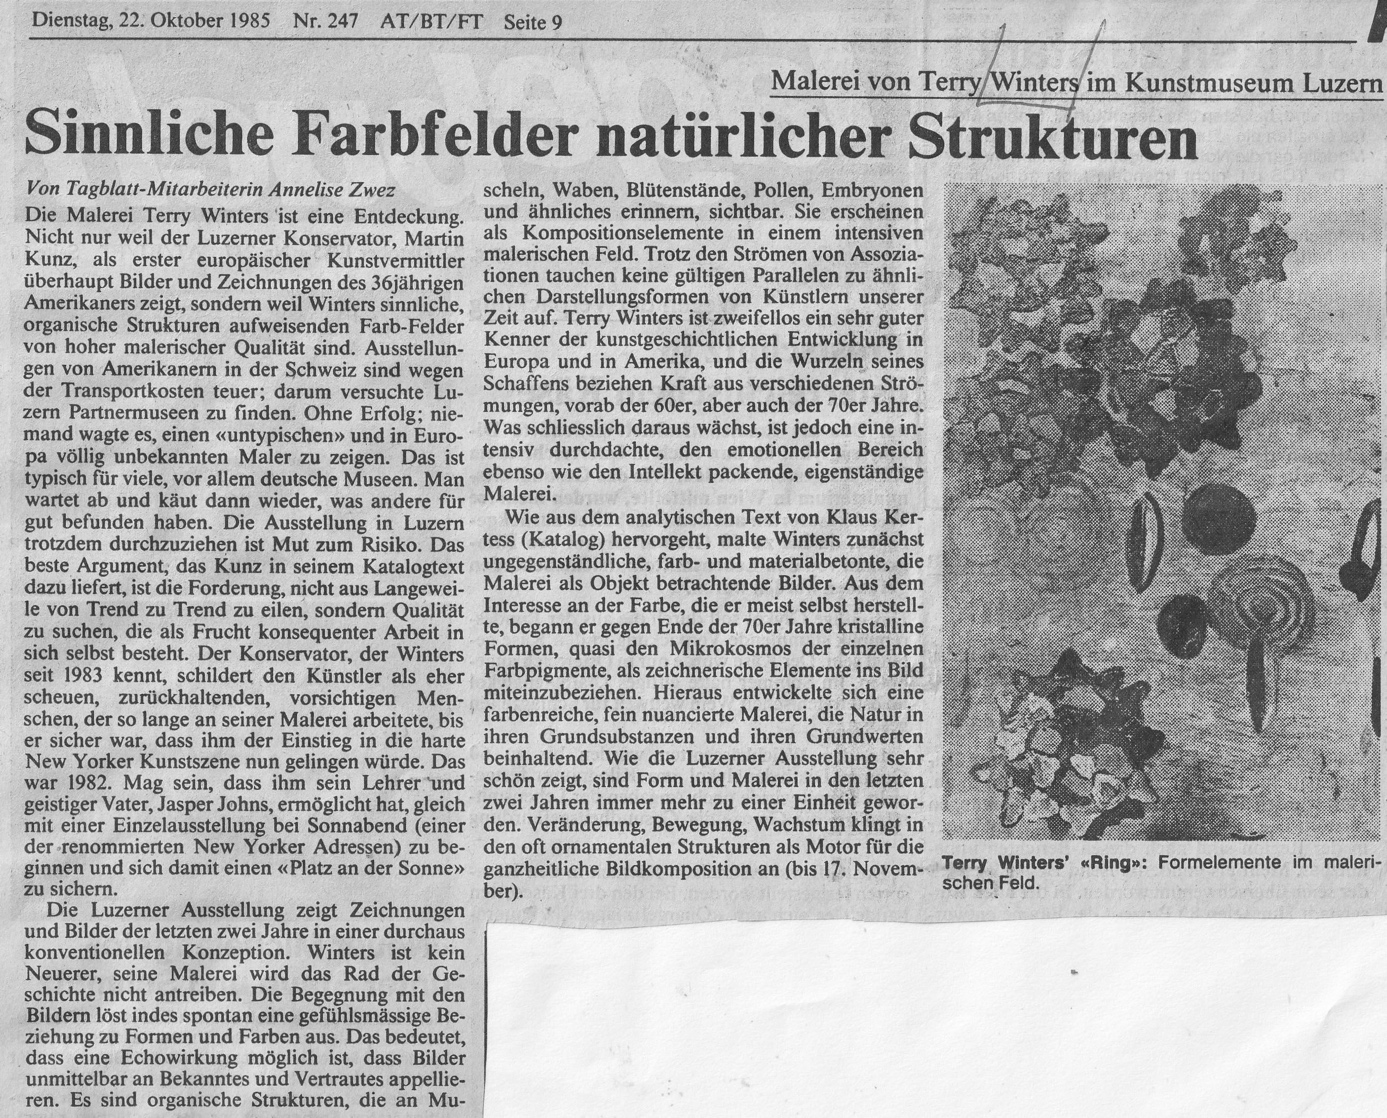 Dienstag, 22. Oktober 1985 Nr. 247 AT/BT/FT Seite 9
Malerei von Terry Winters im Kunstmuseum Luzern
Sinnliche Farbfelder natürlicher Strukturen
Von Tagblatt-Mitarbeiterin Annelise Zwez
Die Malerei Terry Winters ist eine Entdeckung.
Nicht nur weil der Luzerner Konservator, Martin
Kunz, als erster europäischer Kunstvermittler
überhaupt Bilder und Zeichnungen des 36jährigen
Amerikaners zeigt, sondern weil Winters sinnliche,
organische Strukturen aufweisenden Farb-Felder
von hoher malerischer Qualität sind. Ausstellun-
gen von Amerikanern in der Schweiz sind wegen
der Transportkosten teuer; darum versuchte Lu-
zern Partnermuseen zu finden. Ohne Erfolg; nie-
mand wagte es, einen «untypischen» und in Euro-
pa völlig unbekannten Maler zu zeigen. Das ist
typisch für viele, vor allem deutsche Museen. Man
wartet ab und käut dann wieder, was andere für
gut befunden haben. Die Ausstellung in Luzern
trotzdem durchzuziehen ist Mut zum Risiko. Das
beste Argument, das Kunz in seinem Katalogtext
dazu liefert, ist die Forderung, nicht aus Langewei-
le von Trend zu Trend zu eilen, sondern Qualität
zu suchen, die als Frucht konsequenter Arbeit in
sich selbst besteht. Der Konservator, der Winters
seit 1983 kennt, schildert den Künstler als eher
scheuen, zurückhaltenden, vorsichtigen Men-
schen, der so lange an seiner Malerei arbeitete, bis
er sicher war, dass ihm der Einstieg in die harte
New Yorker Kunstszene nun gelingen würde. Das
war 1982. Mag sein, dass ihm sein Lehrer und
geistiger Vater, Jasper Johns, ermöglicht hat, gleich
mit einer Einzelausstellung bei Sonnabend (einer
der renommierten New Yorker Adressen) zu be-
ginnen und sich damit einen «Platz an der Sonne»
zu sichern.
Die Luzerner Ausstellung zeigt Zeichnungen
und Bilder der letzten zwei Jahre in einer durchaus
konventionellen Konzeption. Winters ist kein
Neuerer, seine Malerei wird das Rad der Ge-
schichte nicht antreiben. Die Begegnung mit den
Bildern löst indes spontan eine gefühlsmässige Be-
ziehung zu Formen und Farben aus. Das bedeutet,
dass eine Echowirkung möglich ist, dass Bilder
unmittelbar an Bekanntes und Vertrautes appellie-
ren. Es sind organische Strukturen, die an Mu-
scheln, Waben, Blütenstände, Pollen, Embryonen
und ähnliches erinnern, sichtbar. Sie erscheinen
als Kompositionselemente in einem intensiven
malerischen Feld. Trotz den Strömen von Assozia-
tionen tauchen keine gültigen Parallelen zu ähnli-
chen Darstellungsformen von Künstlern unserer
Zeit auf. Terry Winters ist zweifellos ein sehr guter
Kenner der kunstgeschichtlichen Entwicklung in
Europa und in Amerika, und die Wurzeln seines
Schaffens beziehen Kraft aus verschiedenen Strö-
mungen, vorab der 60er, aber auch der 70er Jahre.
Was schliesslich daraus wächst, ist jedoch eine in-
tensiv durchdachte, den emotionellen Bereich
ebenso wie den Intellekt packende, eigenständige
Malerei.
Wie aus dem analytischen Text von Klaus Ker-
tess (Katalog) hervorgeht, malte Winters zunächst
ungegenständliche, farb- und materialbetonte, die
Malerei als Objekt betrachtende Bilder. Aus dem
Interesse an der Farbe, die er meist selbst herstell-
te, begann er gegen Ende der 70er Jahre kristalline
Formen, quasi den Mikrokosmos der einzelnen
Farbpigmente, als zeichnerische Elemente ins Bild
miteinzubeziehen. Hieraus entwickelte sich eine
farbenreiche, fein nuancierte Malerei, die Natur in
ihren Grundsubstanzen und ihren Grundwerten
beinhaltend. Wie die Luzerner Ausstellung sehr
schön zeigt, sind Form und Malerei in den letzten
zwei Jahren immer mehr zu einer Einheit gewor-
den. Veränderung, Bewegung, Wachstum klingt in
den oft ornamentalen Strukturen als Motor für die
ganzheitliche Bildkomposition an (bis 17. Novem-
ber).
Terry Winters' «Ring»: Formelemente im maleri-
schen Feld.